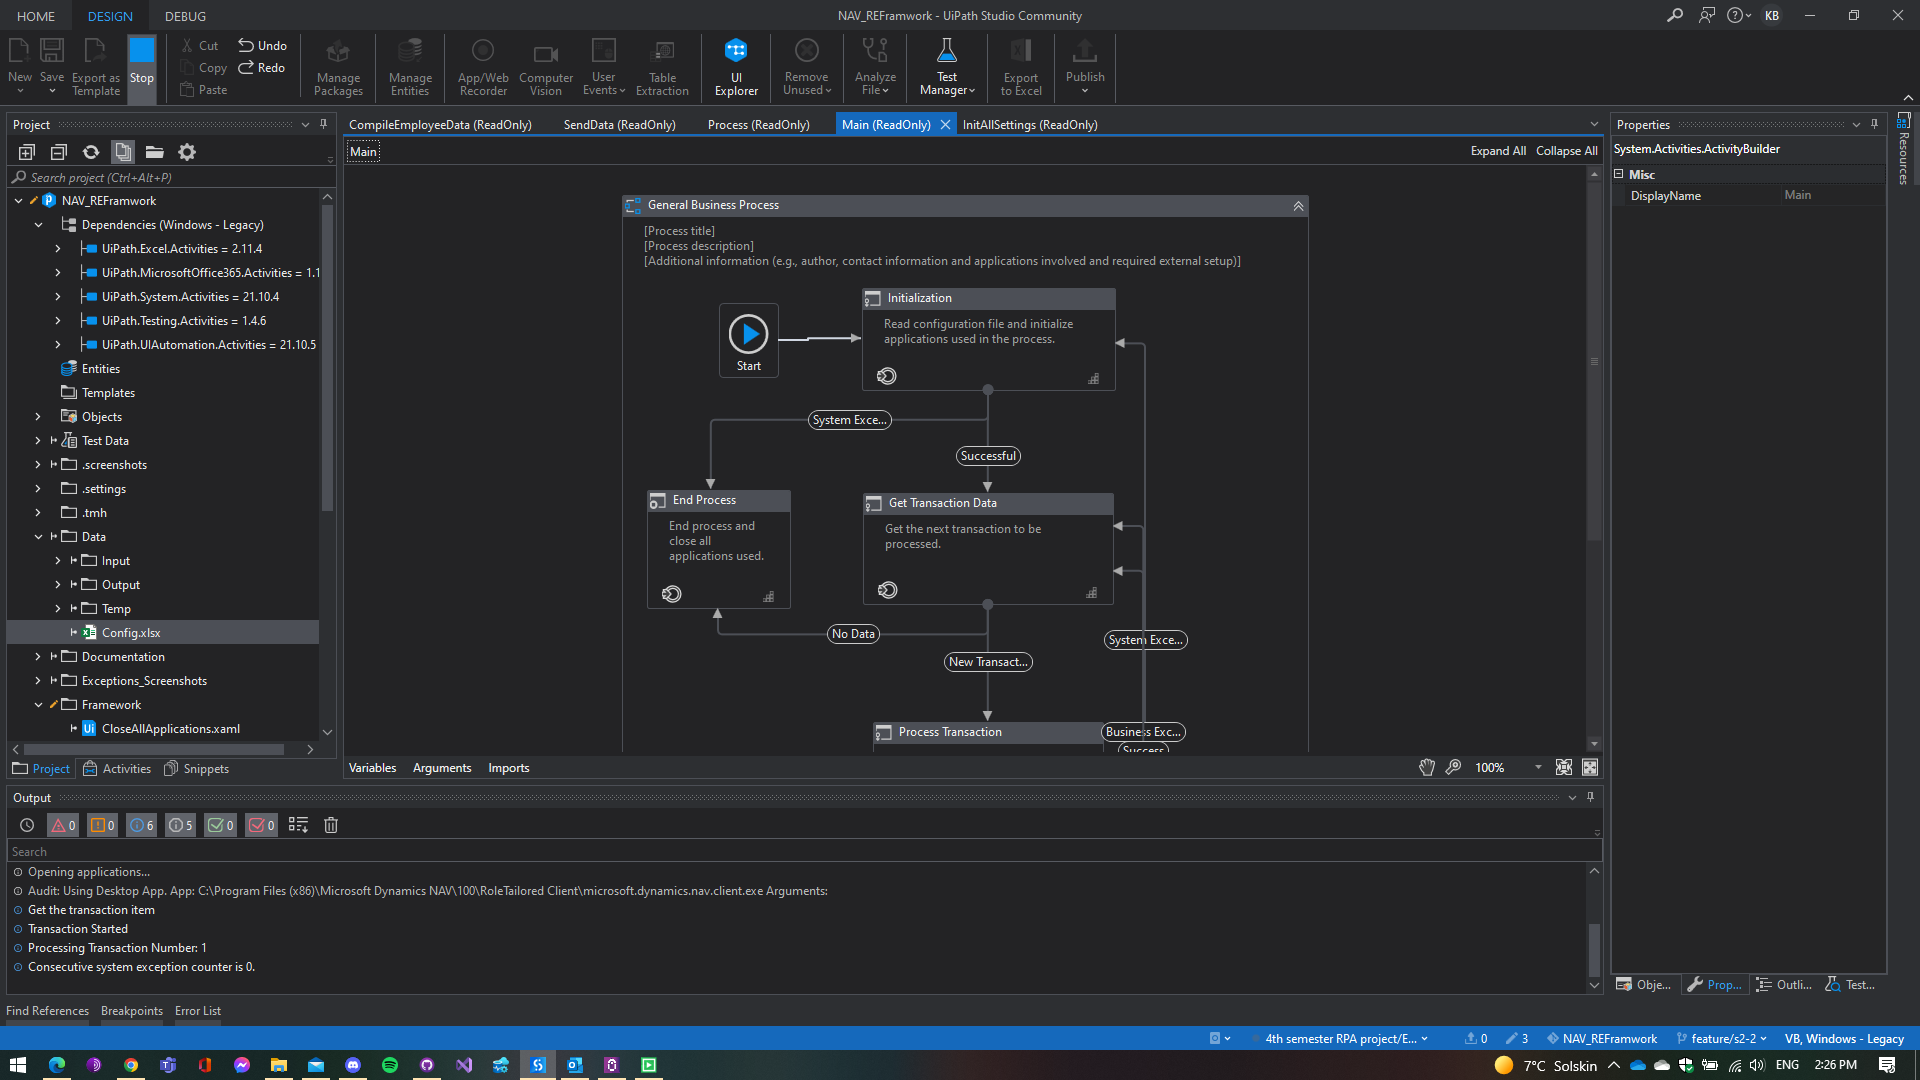 HOME DESIGN DEBUG NAV_REFramwork - UiPath Studio Community KB
Cut Undo
Copy Redo
Paste
New Save Export as Template Stop Manage Packages Manage Entities App/Web Recorder Computer Vision User Events Table Extraction UI Explorer Remove Unused Analyze File Test Manager Export to Excel Publish
Project
Search project (Ctrl+Alt+P)
NAV_REFramwork
Dependencies (Windows - Legacy)
UiPath.Excel.Activities = 2.11.4
UiPath.MicrosoftOffice365.Activities = 1.1
UiPath.System.Activities = 21.10.4
UiPath.Testing.Activities = 1.4.6
UiPath.UIAutomation.Activities = 21.10.5
Entities
Templates
Objects
Test Data
.screenshots
.settings
.tmh
Data
Input
Output
Temp
Config.xlsx
Documentation
Exceptions_Screenshots
Framework
Ui CloseAllApplications.xaml
Project Activities Snippets
CompileEmployeeData (ReadOnly) SendData (ReadOnly) Process (ReadOnly) Main (ReadOnly) InitAllSettings (ReadOnly)
Main Expand All Collapse All
General Business Process
[Process title]
[Process description]
[Additional information (e.g., author, contact information and applications involved and required external setup)]
Start
Initialization
Read configuration file and initialize
applications used in the process.
System Exce...
Successful
End Process
End process and
close all
applications used.
Get Transaction Data
Get the next transaction to be
processed.
No Data
System Exce...
New Transact...
Process Transaction
Business Exc...
Success
Variables Arguments Imports 100%
Properties
System.Activities.ActivityBuilder
Misc
DisplayName Main
Resources
Obje... Prop... Outli... Test...
Output
0 0 6 5 0 0
Search
Opening applications...
Audit: Using Desktop App. App: C:\Program Files (x86)\Microsoft Dynamics NAV\100\RoleTailored Client\microsoft.dynamics.nav.client.exe Arguments:
Get the transaction item
Transaction Started
Processing Transaction Number: 1
Consecutive system exception counter is 0.
Find References Breakpoints Error List
4th semester RPA project/E... 0 3 NAV_REFramwork feature/s2-2 VB, Windows - Legacy
7°C Solskin ENG 2:26 PM